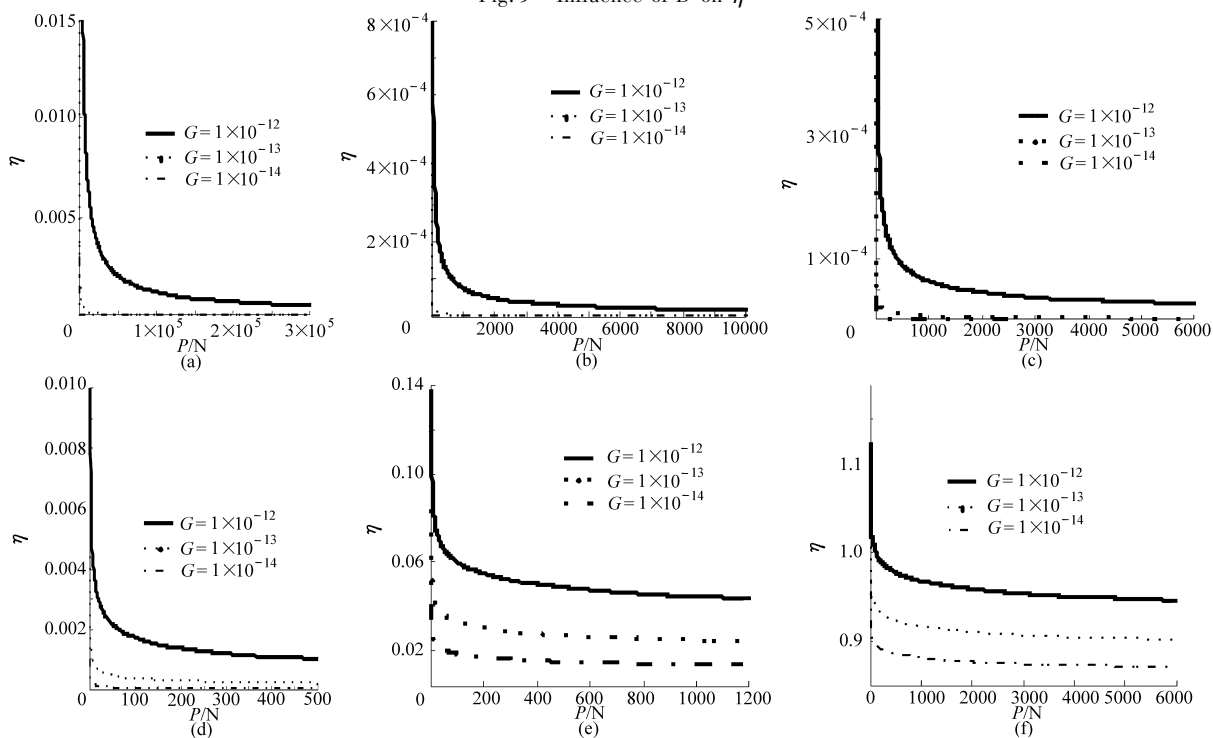 Fig. 9 Influence of D on η
0.015
0.010
0.005
η
G=1×10⁻¹²
G=1×10⁻¹³
G=1×10⁻¹⁴
0 1×10⁵ 2×10⁵ 3×10⁵
P/N
(a)
8×10⁻⁴
6×10⁻⁴
4×10⁻⁴
2×10⁻⁴
η
G=1×10⁻¹²
G=1×10⁻¹³
G=1×10⁻¹⁴
0 2000 4000 6000 8000 10000
P/N
(b)
5×10⁻⁴
3×10⁻⁴
1×10⁻⁴
η
G=1×10⁻¹²
G=1×10⁻¹³
G=1×10⁻¹⁴
0 1000 2000 3000 4000 5000 6000
P/N
(c)
0.010
0.008
0.006
0.004
0.002
η
G=1×10⁻¹²
G=1×10⁻¹³
G=1×10⁻¹⁴
0 100 200 300 400 500
P/N
(d)
0.14
0.10
0.06
0.02
η
G=1×10⁻¹²
G=1×10⁻¹³
G=1×10⁻¹⁴
0 200 400 600 800 1000 1200
P/N
(e)
1.1
1.0
0.9
η
G=1×10⁻¹²
G=1×10⁻¹³
G=1×10⁻¹⁴
0 1000 2000 3000 4000 5000 6000
P/N
(f)